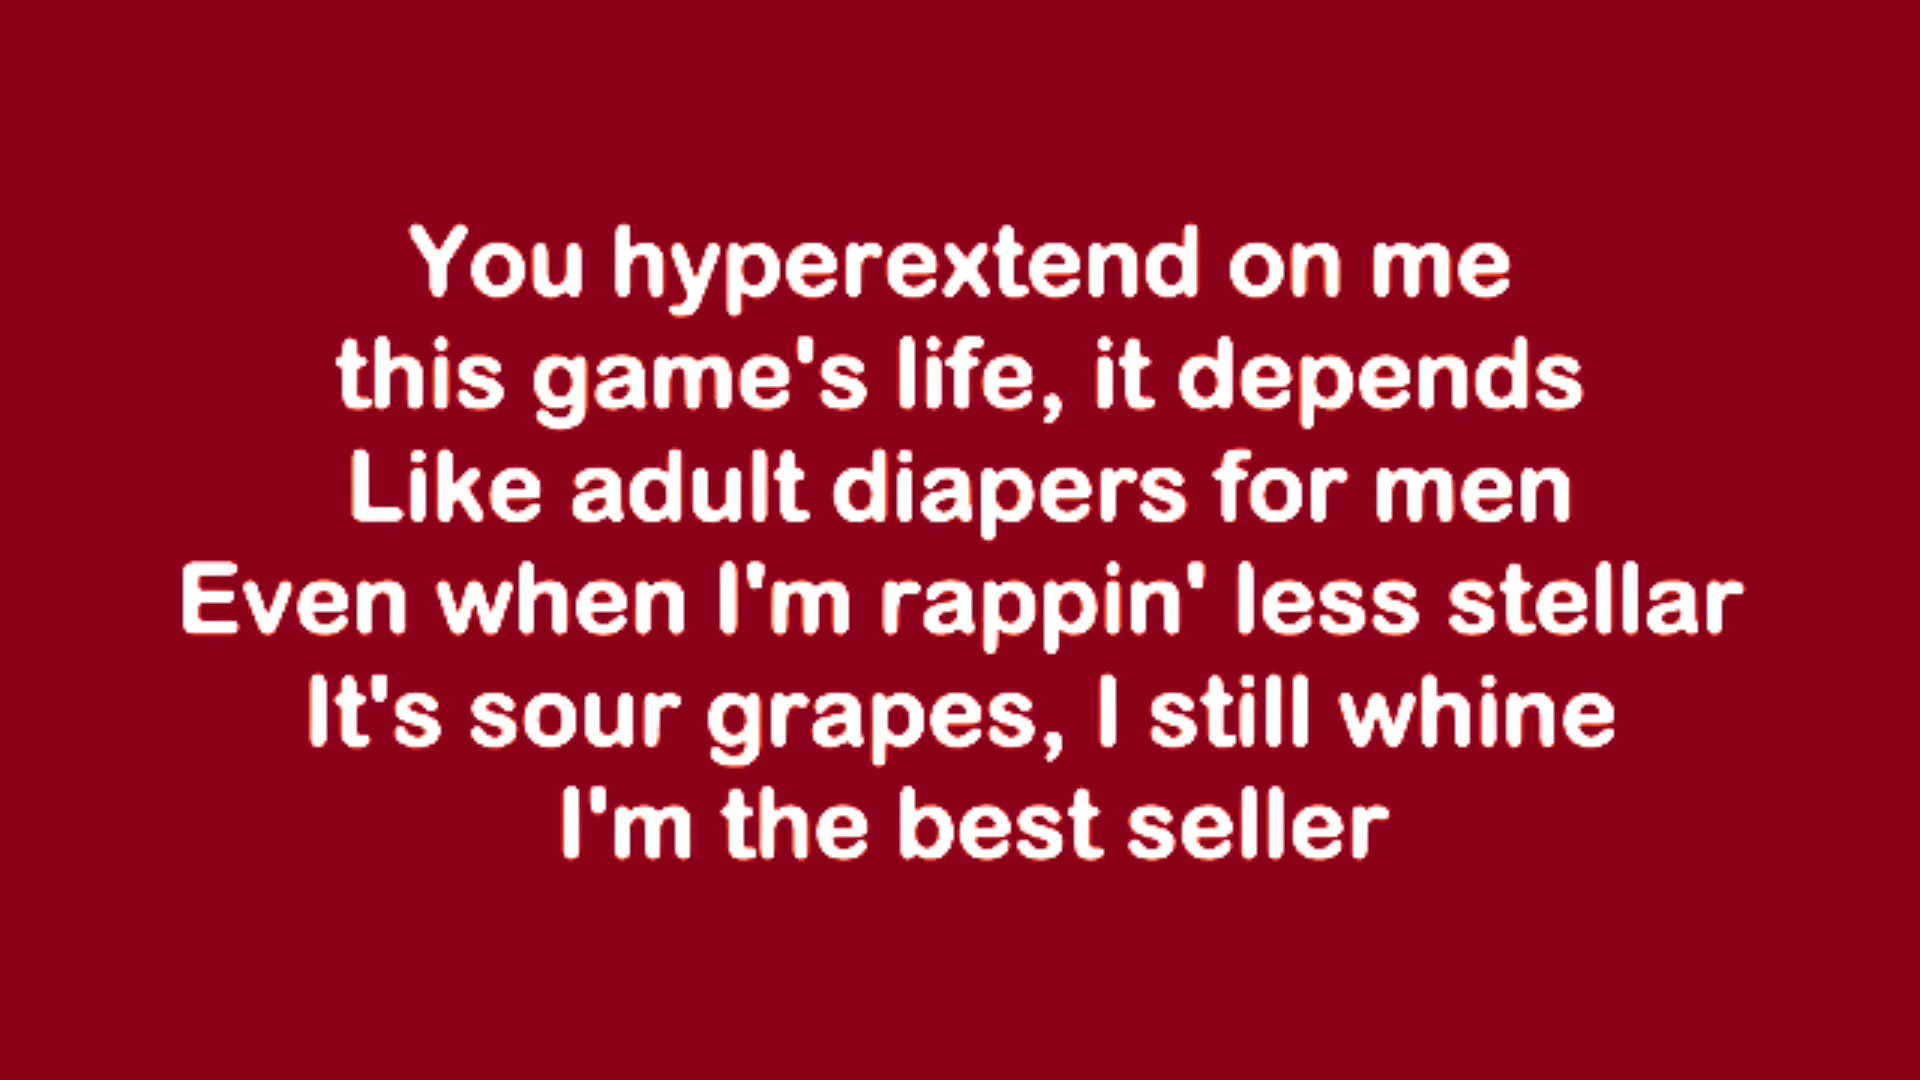 You hyperextend on me
this game's life, it depends
Like adult diapers for men
Even when I'm rappin' less stellar
It's sour grapes, I still whine
I'm the best seller